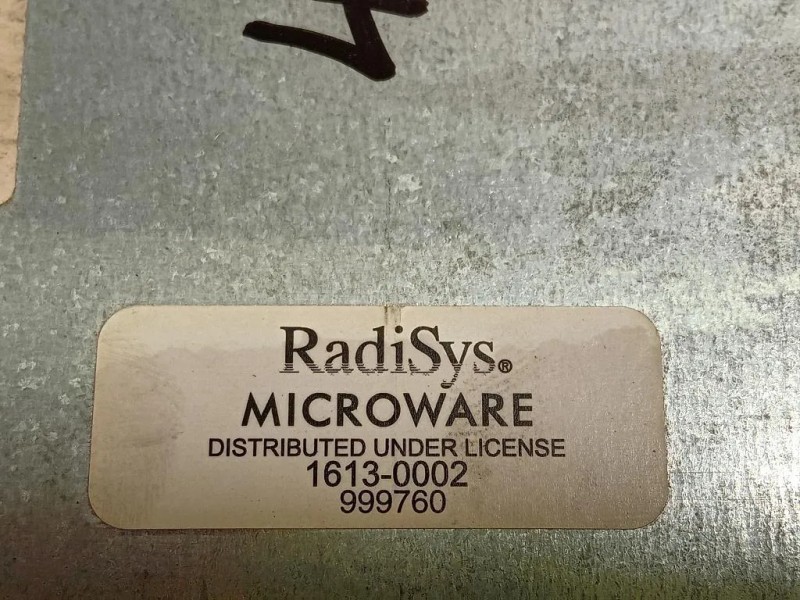 RadiSys®
MICROWARE
DISTRIBUTED UNDER LICENSE
1613-0002
999760